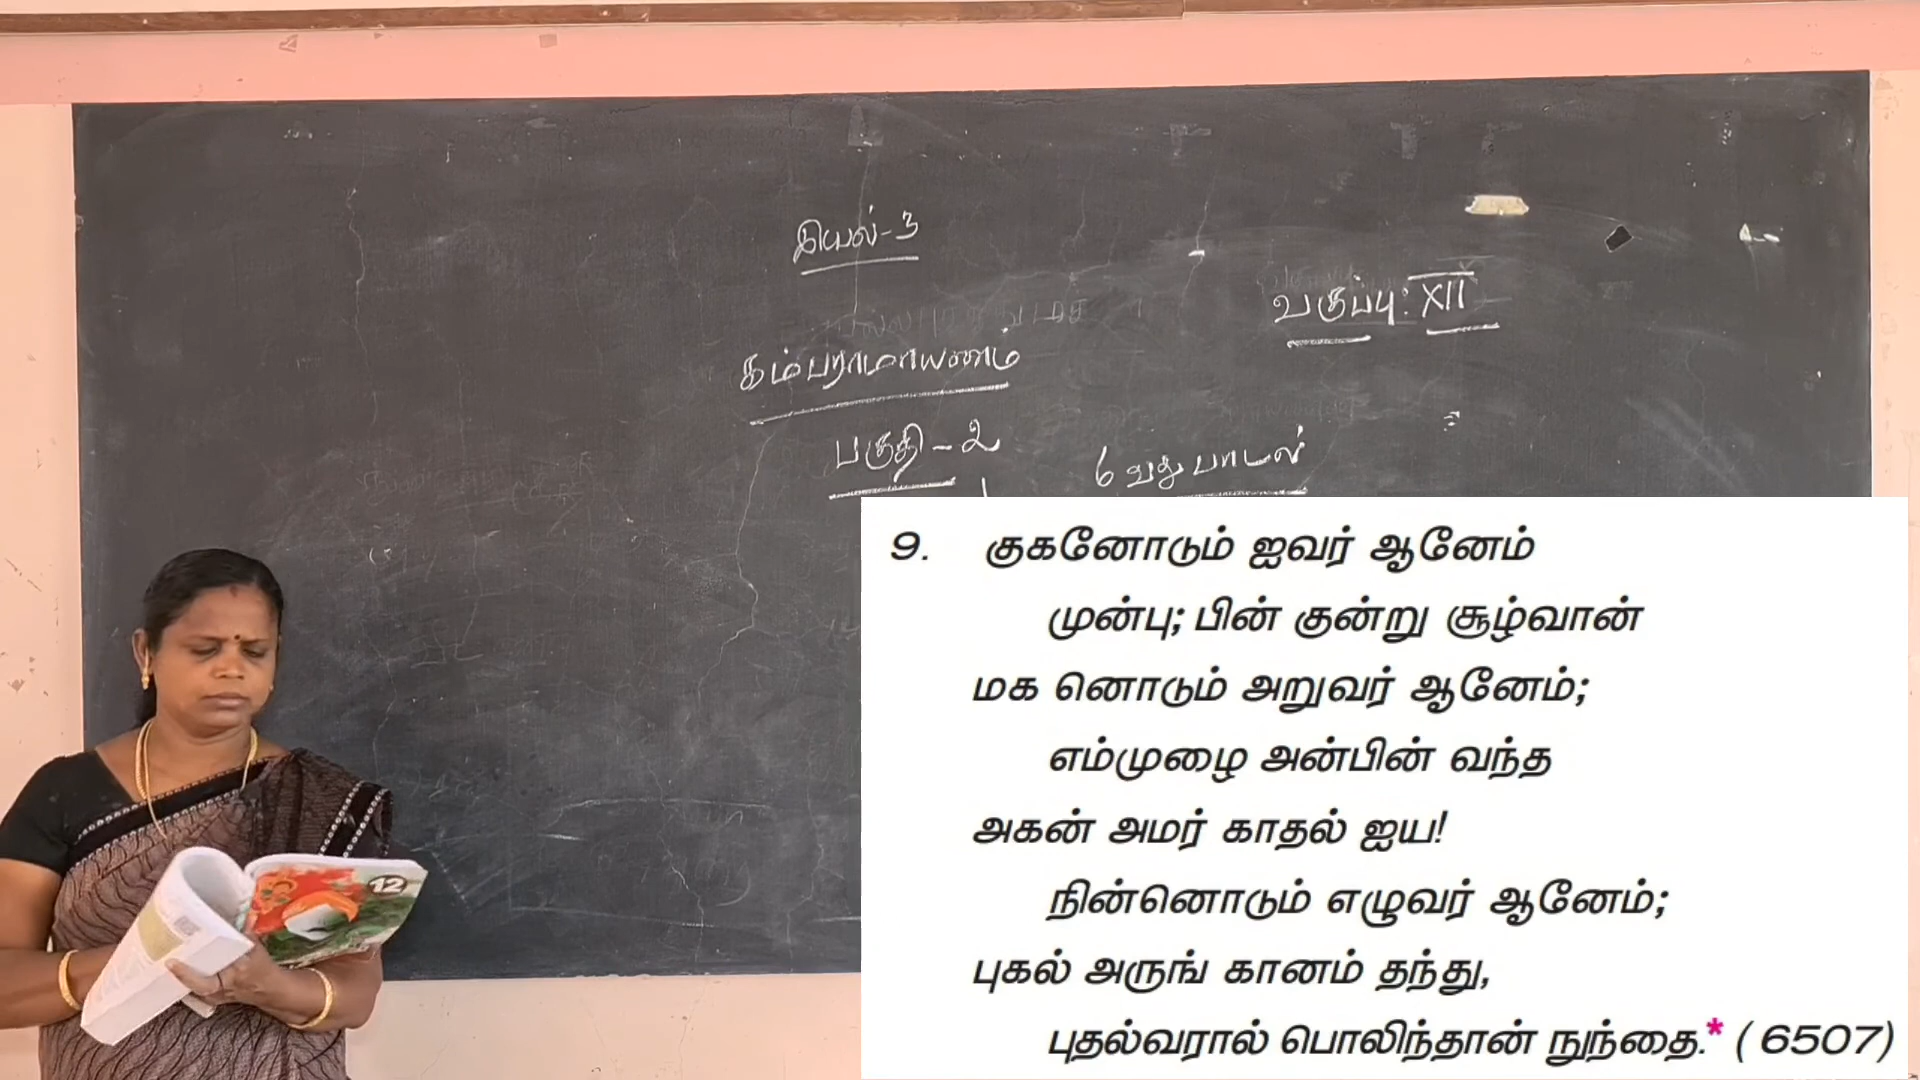 இயல்-3
வகுப்பு: XII
கம்பராமாயணம்
பகுதி-2
6 வது பாடல்
9. குகனோடும் ஐவர் ஆனேம்
முன்பு; பின் குன்று சூழ்வான்
மக னொடும் அறுவர் ஆனேம்;
எம்முழை அன்பின் வந்த
அகன் அமர் காதல் ஐய!
நின்னொடும் எழுவர் ஆனேம்;
புகல் அருங் கானம் தந்து,
புதல்வரால் பொலிந்தான் நுந்தை.* (6507)
12